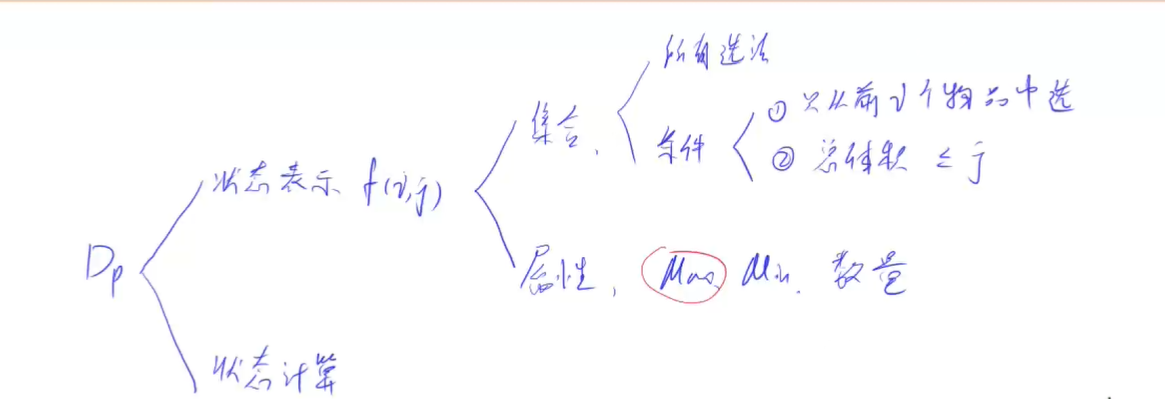 所有选法
① 只从前i个物品中选
集合.
条件
② 总体积 ≤ j
状态表示 f(i,j)
Dp
属性, Max, Min. 数量
状态计算